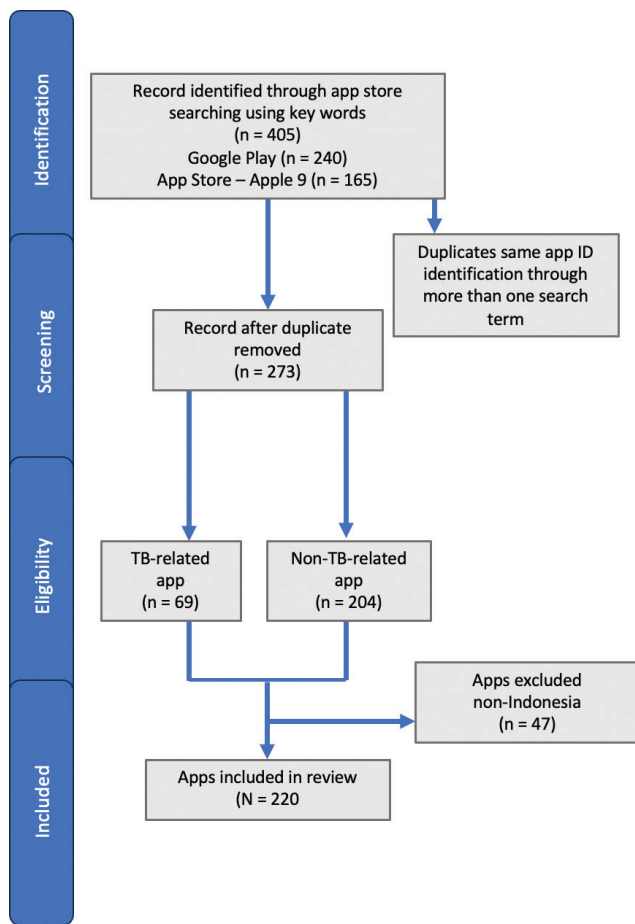 Identification
Record identified through app store
searching using key words
(n = 405)
Google Play (n = 240)
App Store – Apple 9 (n = 165)
Duplicates same app ID
identification through
more than one search
term
Screening
Record after duplicate
removed
(n = 273)
Eligibility
TB-related
app
(n = 69)
Non-TB-related
app
(n = 204)
Apps excluded
non-Indonesia
(n = 47)
Included
Apps included in review
(N = 220